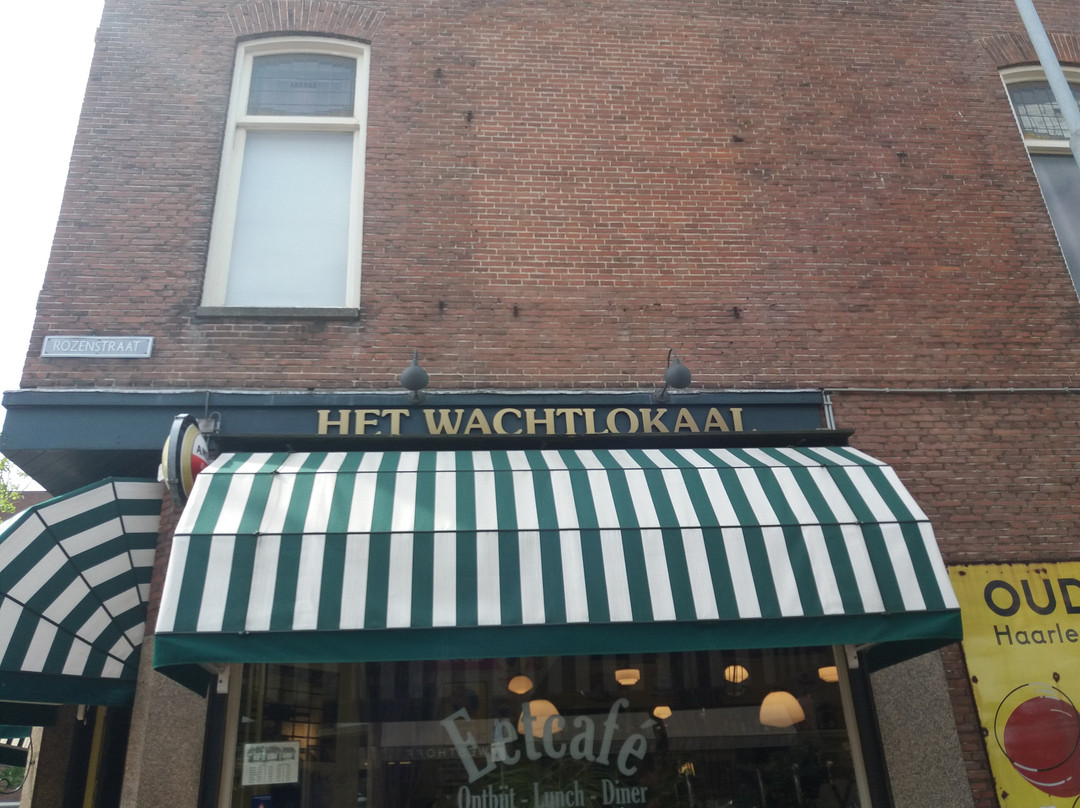 ROZENSTRAAT
HET WACHTLOKAAL
Eetcafé
Ontbijt - Lunch - Diner
OUD
Haarle